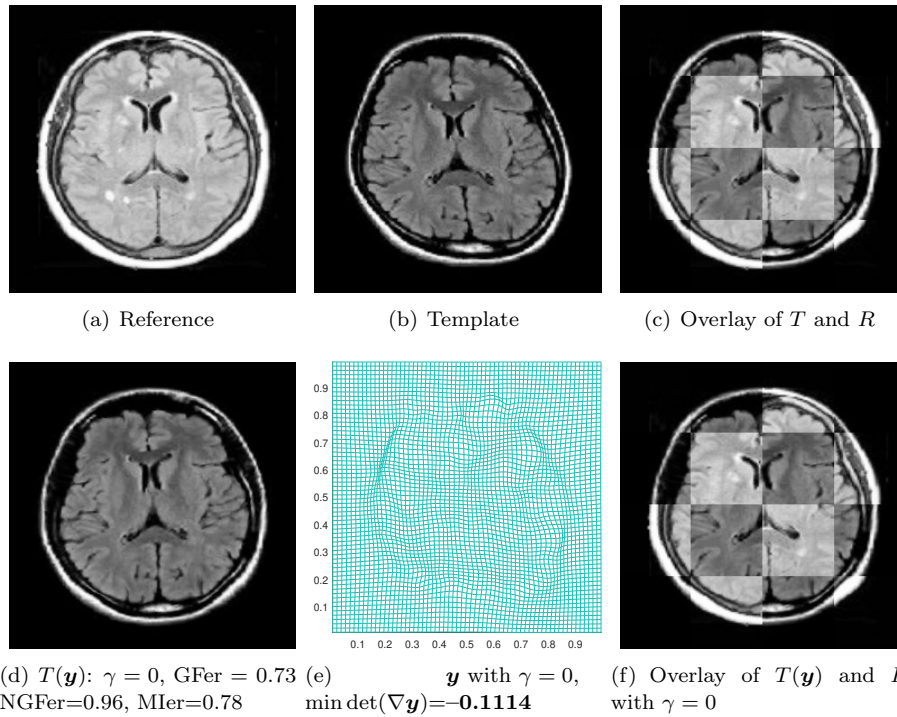 (a) Reference
(b) Template
(c) Overlay of T and R
0.9
0.8
0.7
0.6
0.5
0.4
0.3
0.2
0.1
0.1 0.2 0.3 0.4 0.5 0.6 0.7 0.8 0.9
(d) T(y): γ = 0, GFer = 0.73
NGFer=0.96, MIer=0.78
(e) y with γ = 0,
min det(∇y)=–0.1114
(f) Overlay of T(y) and
with γ = 0